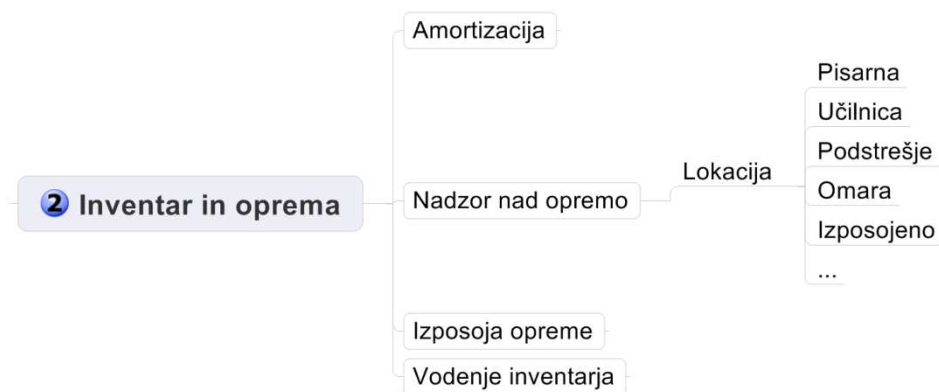 Amortizacija
Pisarna
Učilnica
Podstrešje
Lokacija
Omara
2 Inventar in oprema
Nadzor nad opremo
Izposojeno
...
Izposoja opreme
Vodenje inventarja